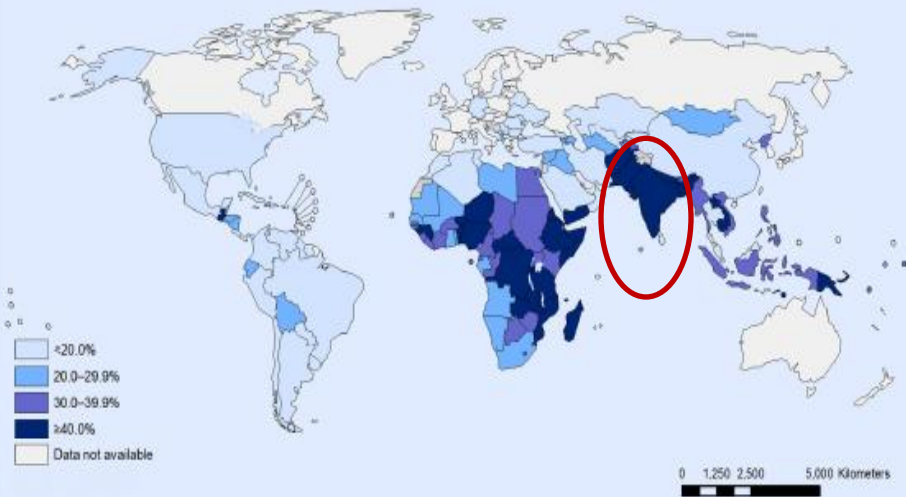 <20.0%
20.0–29.9%
30.0–39.9%
≥40.0%
Data not available
0 1,250 2,500 5,000 Kilometers